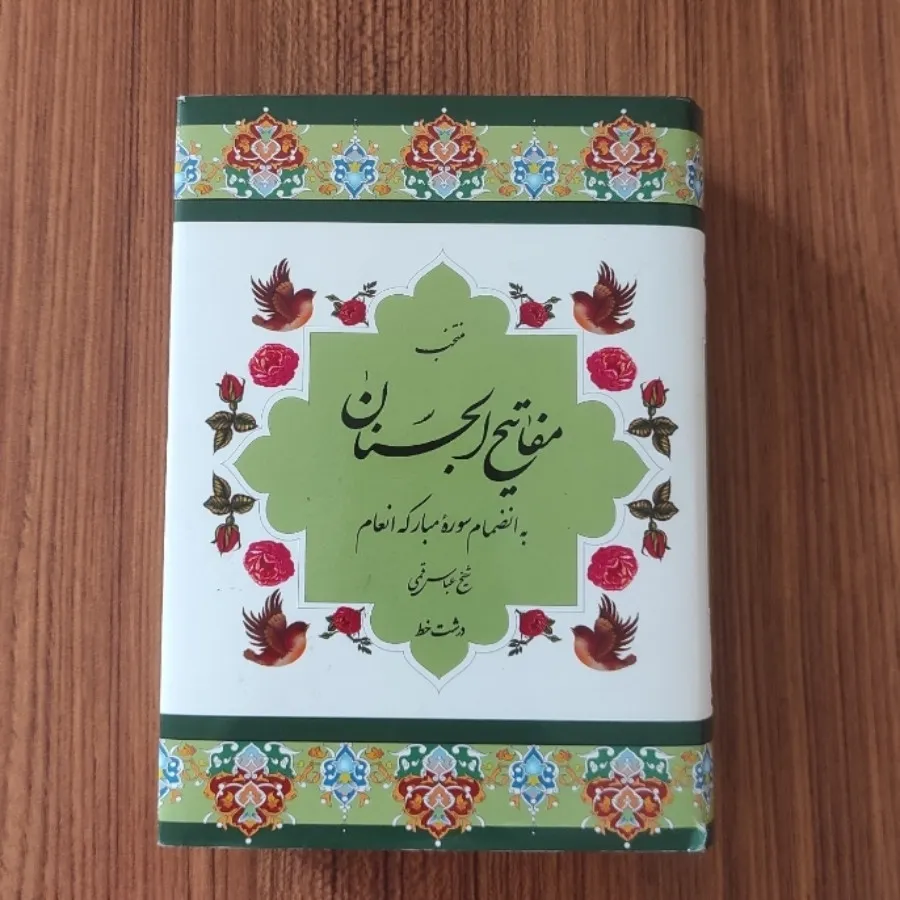 منتخب
مفاتیح الجنان
به انضمام سورهٔ مبارکه انعام
شیخ عباس قمی
درشت خط